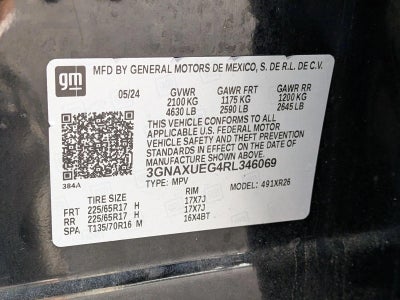 gm
MFD BY GENERAL MOTORS DE MEXICO, S. DE R.L. DE C.V.
05/24 GVWR GAWR FRT GAWR RR
2100 KG 1175 KG 1200 KG
4630 LB 2590 LB 2645 LB
THIS VEHICLE CONFORMS TO ALL
APPLICABLE U.S. FEDERAL MOTOR
VEHICLE SAFETY AND THEFT PREVENTION
STANDARDS IN EFFECT ON THE DATE OF
MANUFACTURE SHOWN ABOVE.
3GNAXUEG4RL346069
384A TYPE: MPV MODEL: 491XR26
TIRE SIZE RIM
FRT 225/65R17 H 17X7J
RR 225/65R17 H 17X7J
SPA T135/70R16 M 16X4BT